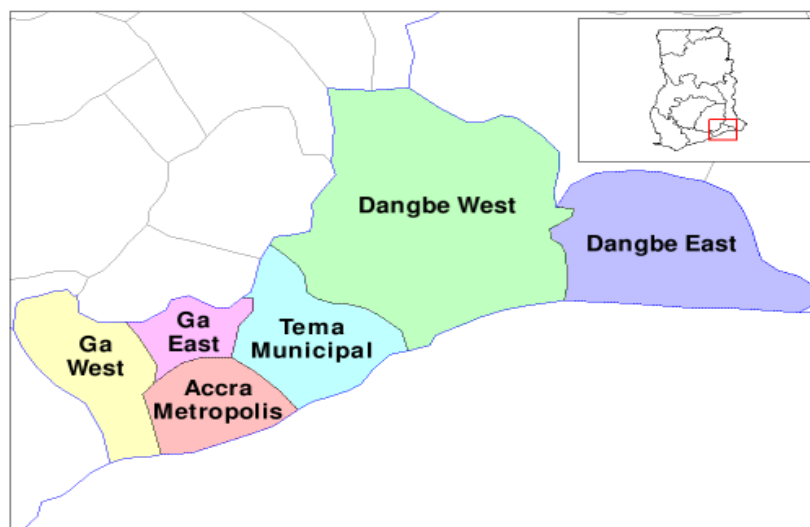 Dangbe West
Dangbe East
Ga
East
Tema
Municipal
Ga
West
Accra
Metropolis